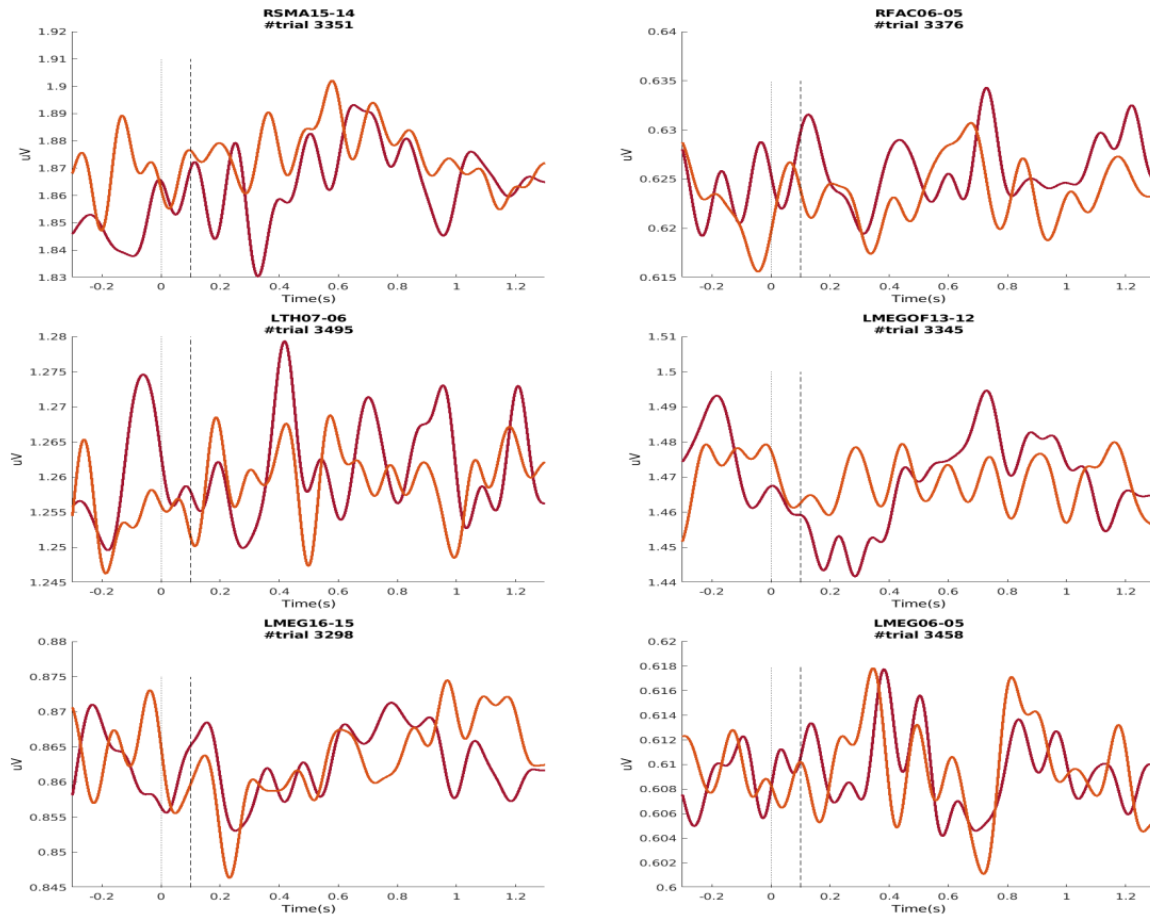 RSMA15-14
#trial 3351
1.92
1.91
1.9
1.89
1.88
1.87
1.86
1.85
1.84
1.83
uV
-0.2 0 0.2 0.4 0.6 0.8 1 1.2
Time(s)
RFAC06-05
#trial 3376
0.64
0.635
0.63
0.625
0.62
0.615
uV
-0.2 0 0.2 0.4 0.6 0.8 1 1.2
Time(s)
LTH07-06
#trial 3495
1.28
1.275
1.27
1.265
1.26
1.255
1.25
1.245
uV
-0.2 0 0.2 0.4 0.6 0.8 1 1.2
Time(s)
LMEGOF13-12
#trial 3345
1.51
1.5
1.49
1.48
1.47
1.46
1.45
1.44
uV
-0.2 0 0.2 0.4 0.6 0.8 1 1.2
Time(s)
LMEG16-15
#trial 3298
0.88
0.875
0.87
0.865
0.86
0.855
0.85
0.845
uV
-0.2 0 0.2 0.4 0.6 0.8 1 1.2
Time(s)
LMEG06-05
#trial 3458
0.62
0.618
0.616
0.614
0.612
0.61
0.608
0.606
0.604
0.602
0.6
uV
-0.2 0 0.2 0.4 0.6 0.8 1 1.2
Time(s)